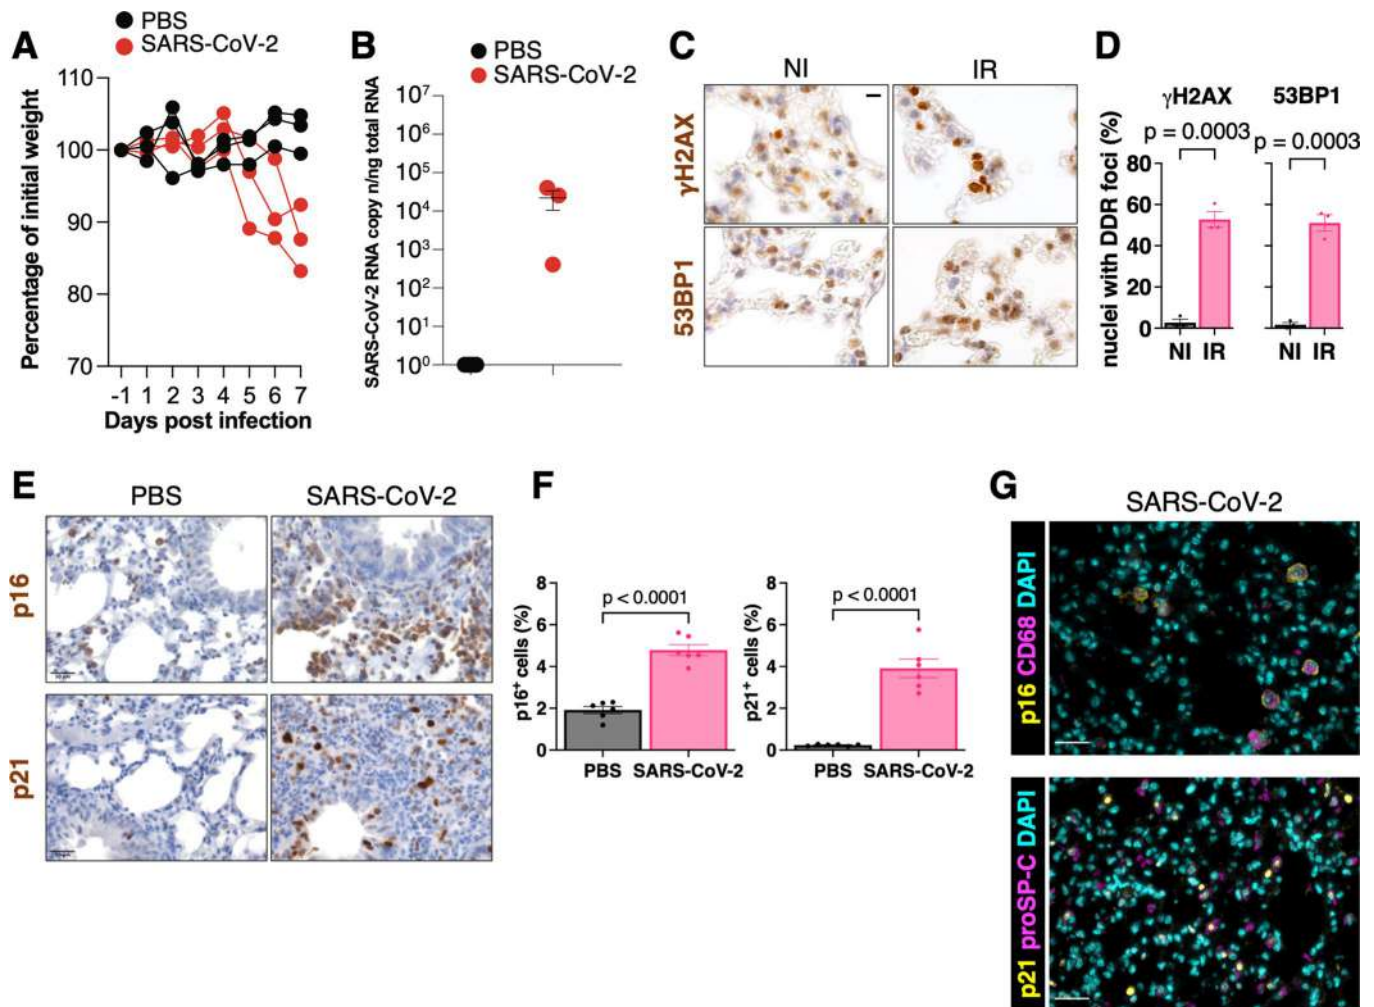 A
PBS
SARS-CoV-2
Percentage of initial weight
110
100
90
80
70
-1 1 2 3 4 5 6 7
Days post infection
B
PBS
SARS-CoV-2
SARS-CoV-2 RNA copy n/ng total RNA
10⁷
10⁶
10⁵
10⁴
10³
10²
10¹
10⁰
C
NI IR
γH2AX
53BP1
D
γH2AX 53BP1
p = 0.0003 p = 0.0003
nuclei with DDR foci (%)
80
60
40
20
0
NI IR NI IR
E
PBS SARS-CoV-2
p16
p21
F
p16⁺ cells (%)
8
6
4
2
0
p < 0.0001
PBS SARS-CoV-2
p21⁺ cells (%)
8
6
4
2
0
p < 0.0001
PBS SARS-CoV-2
G
SARS-CoV-2
p16 CD68 DAPI
p21 proSP-C DAPI